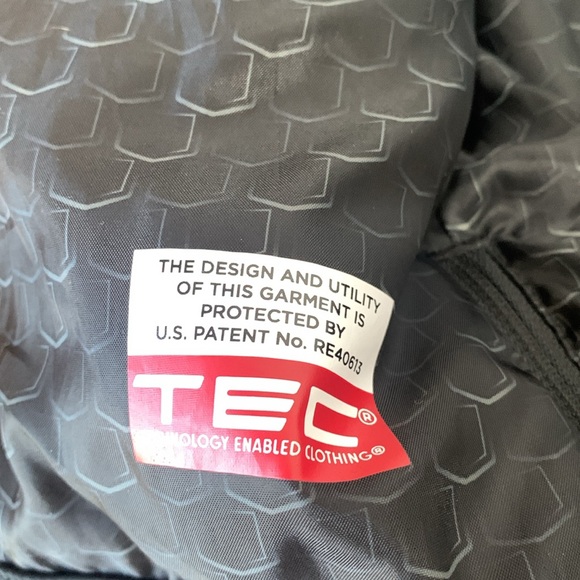 THE DESIGN AND UTILITY
OF THIS GARMENT IS
PROTECTED BY
U.S. PATENT No. RE40613
TEC®
ENABLED CLOTHING®